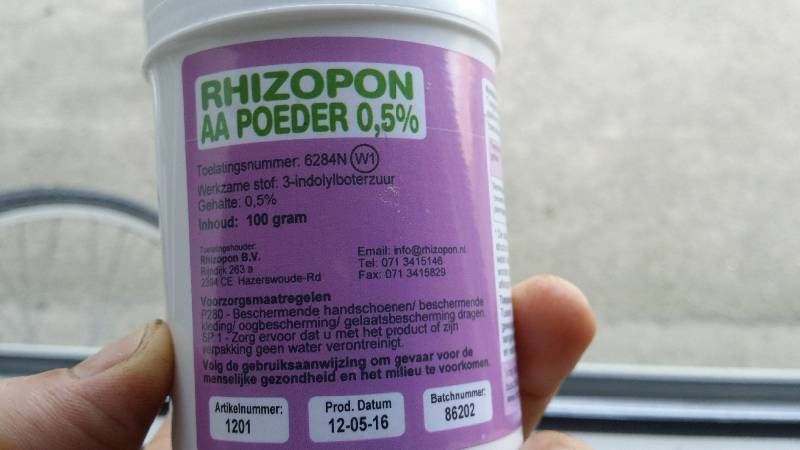 RHIZOPON
AA POEDER 0,5%
Toelatingsnummer: 6284N W1
Werkzame stof: 3-indolylboterzuur
Gehalte: 0,5%
Inhoud: 100 gram
Toelatingshouder:
Rhizopon B.V.
Rijndijk 263 a
2394 CE Hazerswoude-Rd
Email: info@rhizopon.nl
Tel: 071 3415146
Fax: 071 3415829
Voorzorgsmaatregelen
P280 - Beschermende handschoenen/ beschermende
kleding/ oogbescherming/ gelaatsbescherming dragen.
SP 1 - Zorg ervoor dat u met het product of zijn
verpakking geen water verontreinigt.
Volg de gebruiksaanwijzing om gevaar voor de
menselijke gezondheid en het milieu te voorkomen.
Artikelnummer:
1201
Prod. Datum
12-05-16
Batchnummer:
86202